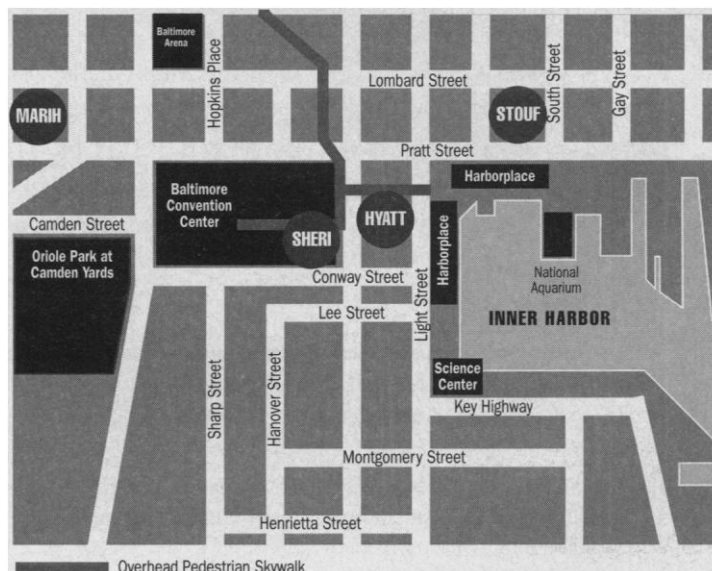 Baltimore
Arena
Hopkins Place
Lombard Street
South Street
Gay Street
MARIH
STOUF
Pratt Street
Baltimore
Convention
Center
Harborplace
Camden Street
SHERI
HYATT
Oriole Park at
Camden Yards
Harborplace
National
Aquarium
Conway Street
Light Street
Lee Street
INNER HARBOR
Sharp Street
Hanover Street
Science
Center
Key Highway
Montgomery Street
Henrietta Street
Overhead Pedestrian Skywalk